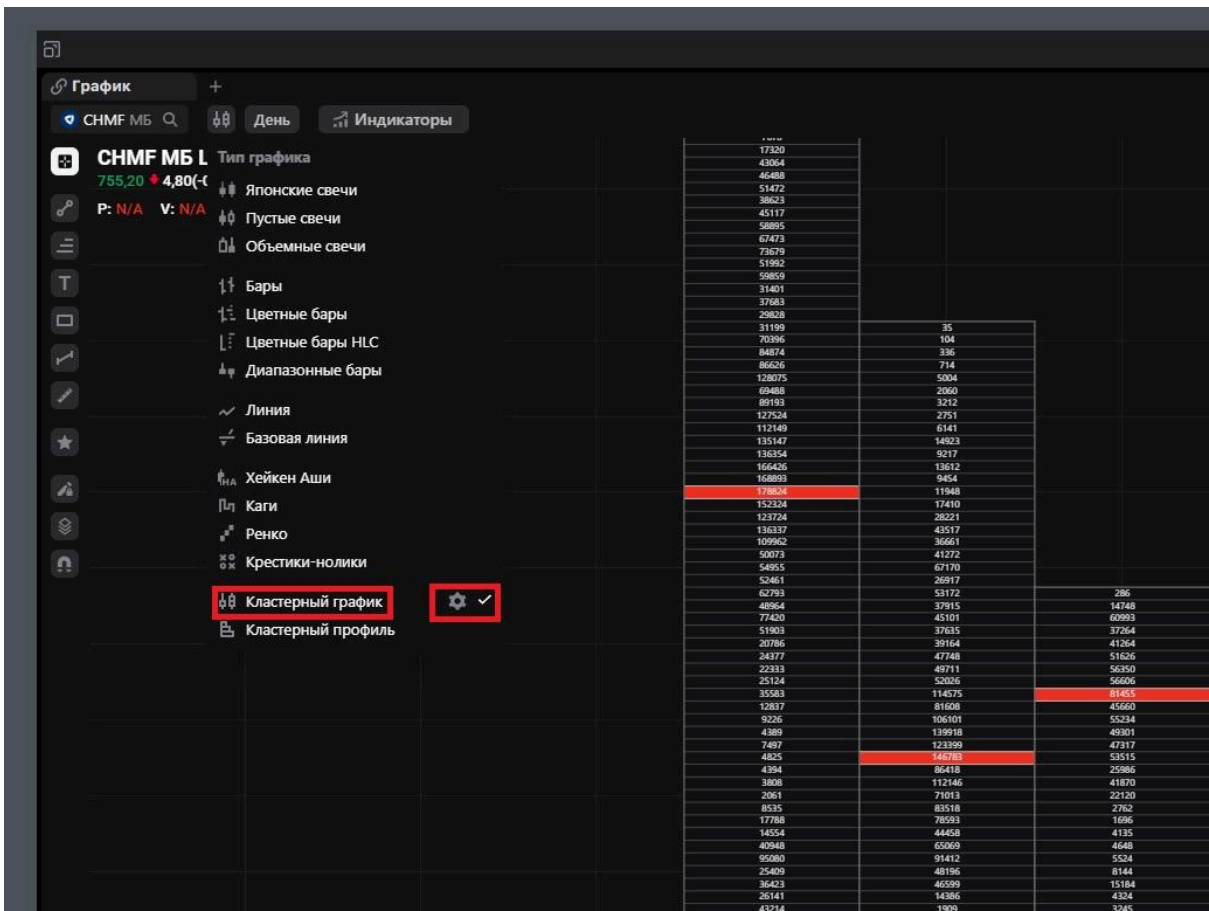 График +
CHMF МБ День Индикаторы
CHMF МБ L
755,20 4,80(-0
P: N/A V: N/A
Тип графика
Японские свечи
Пустые свечи
Объемные свечи
Бары
Цветные бары
Цветные бары HLC
Диапазонные бары
Линия
Базовая линия
Хейкен Аши
Каги
Ренко
Крестики-нолики
Кластерный график
Кластерный профиль
T
HA
17320
43064
46488
51472
38623
45117
58895
67473
73679
51992
59859
31401
37683
29828
31199 35
70396 104
84874 336
86626 714
128075 5004
69488 2060
89193 3212
127524 2751
112149 6141
135147 14923
136354 9217
166426 13612
168893 9454
178824 11948
152324 17410
123724 28221
136337 43517
109962 36661
50073 41272
54955 67170
52461 26917
62793 53172 286
48964 37915 14748
77420 45101 60993
51903 37635 37264
20786 39164 41264
24377 47748 51626
22333 49711 56350
25124 52026 56606
35583 114575 81455
12837 81608 45660
9226 106101 55234
4389 139918 49301
7497 123399 47317
4825 146783 53515
4394 86418 25986
3808 112146 41870
2061 71013 22120
8535 83518 2762
17788 78593 1696
14554 44458 4135
40948 65069 4648
95080 91412 5524
25409 48196 8144
36423 46599 15184
26141 14386 4324
43214 1909 3245